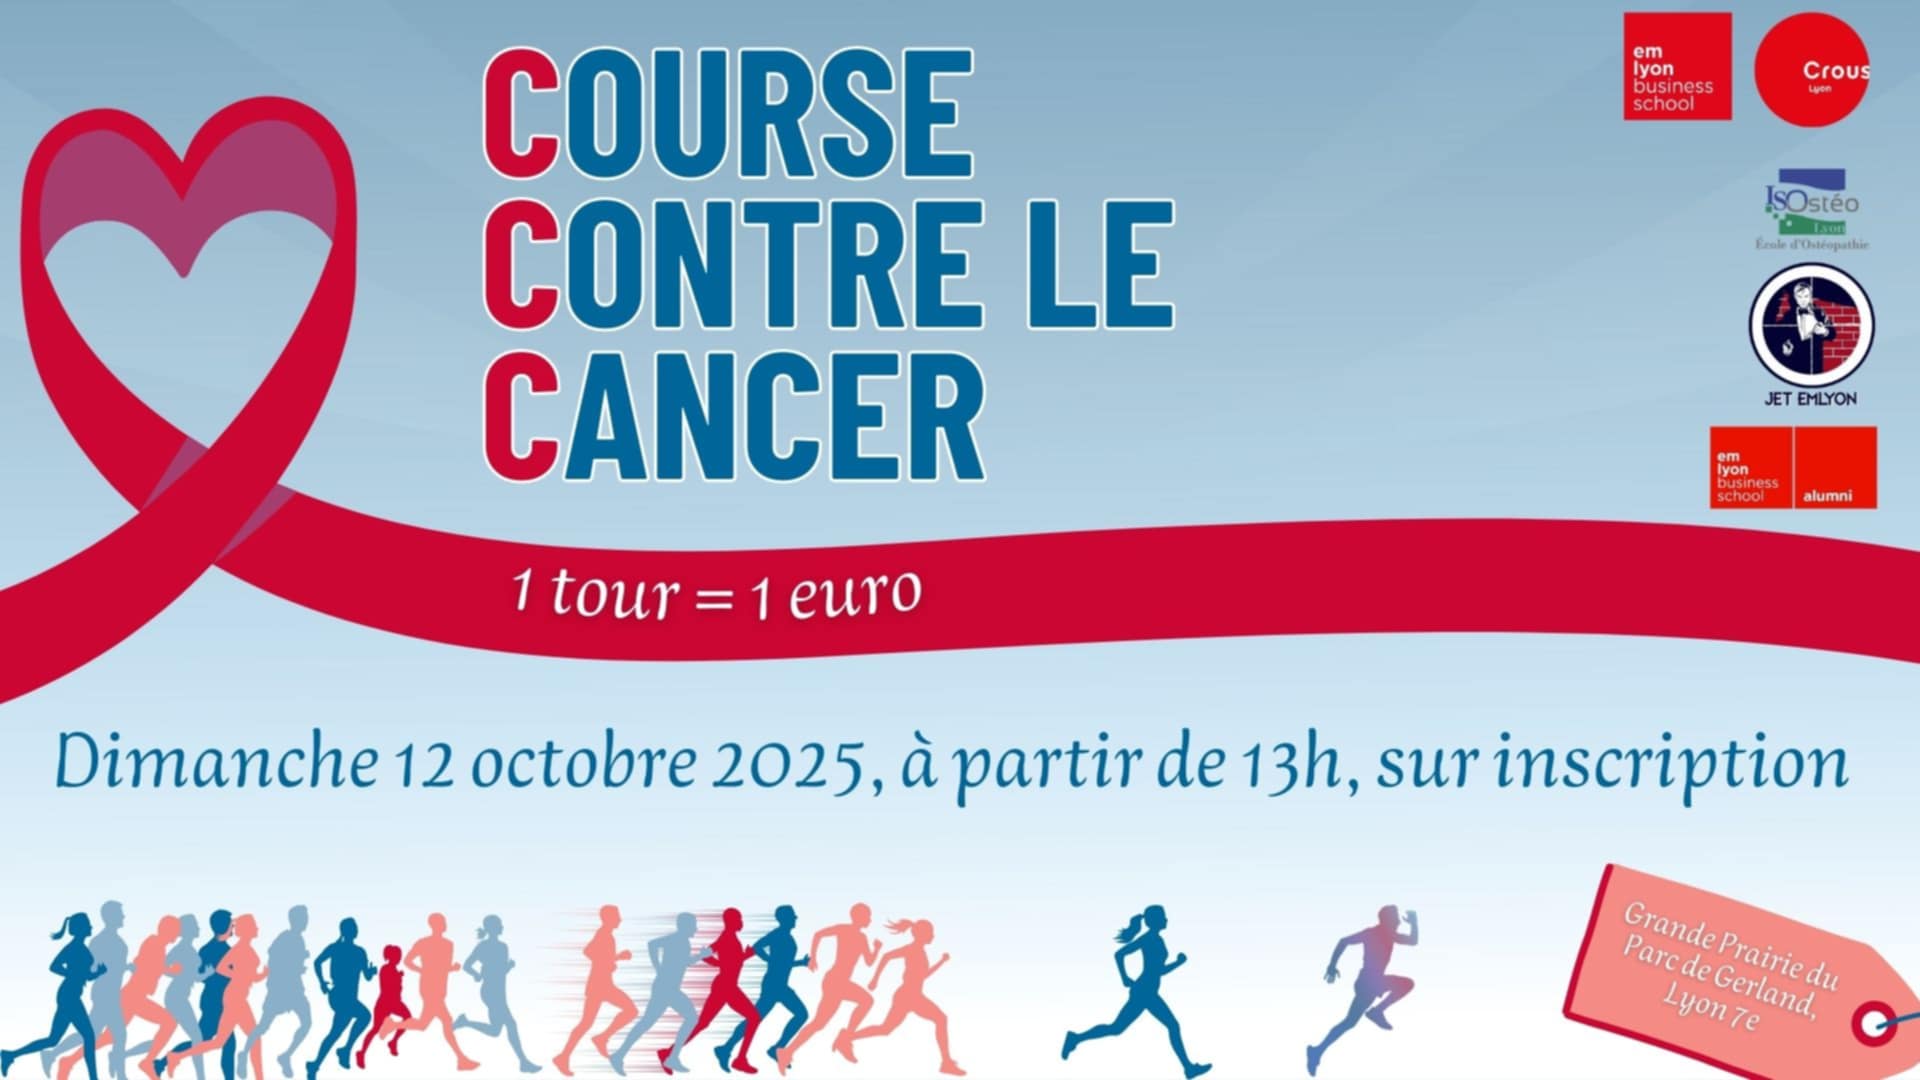 COURSE
CONTRE LE
CANCER
em
lyon
business
school
Crous
Lyon
ISOstéo
Lyon
École d'Ostéopathie
JET EMLYON
em
lyon
business
school
alumni
1 tour = 1 euro
Dimanche 12 octobre 2025, à partir de 13h, sur inscription
Grande Prairie du
Parc de Gerland,
Lyon 7e